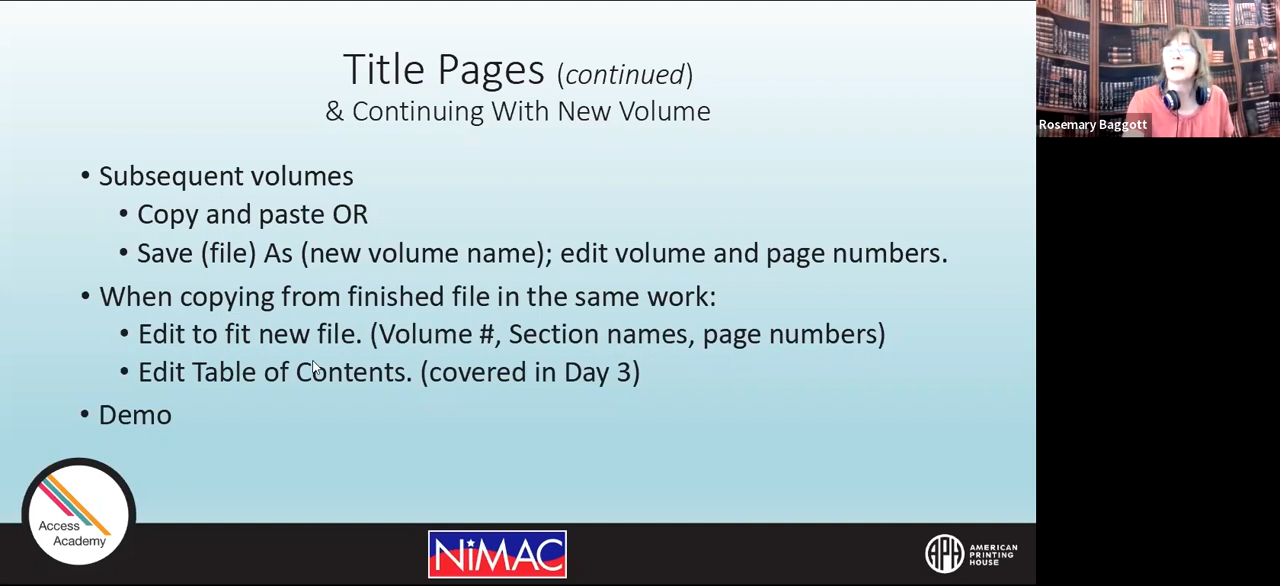 Title Pages (continued)
& Continuing With New Volume
• Subsequent volumes
• Copy and paste OR
• Save (file) As (new volume name); edit volume and page numbers.
• When copying from finished file in the same work:
• Edit to fit new file. (Volume #, Section names, page numbers)
• Edit Table of Contents. (covered in Day 3)
• Demo
Access
Academy
NIMAC
APH
AMERICAN
PRINTING
HOUSE
Rosemary Baggott